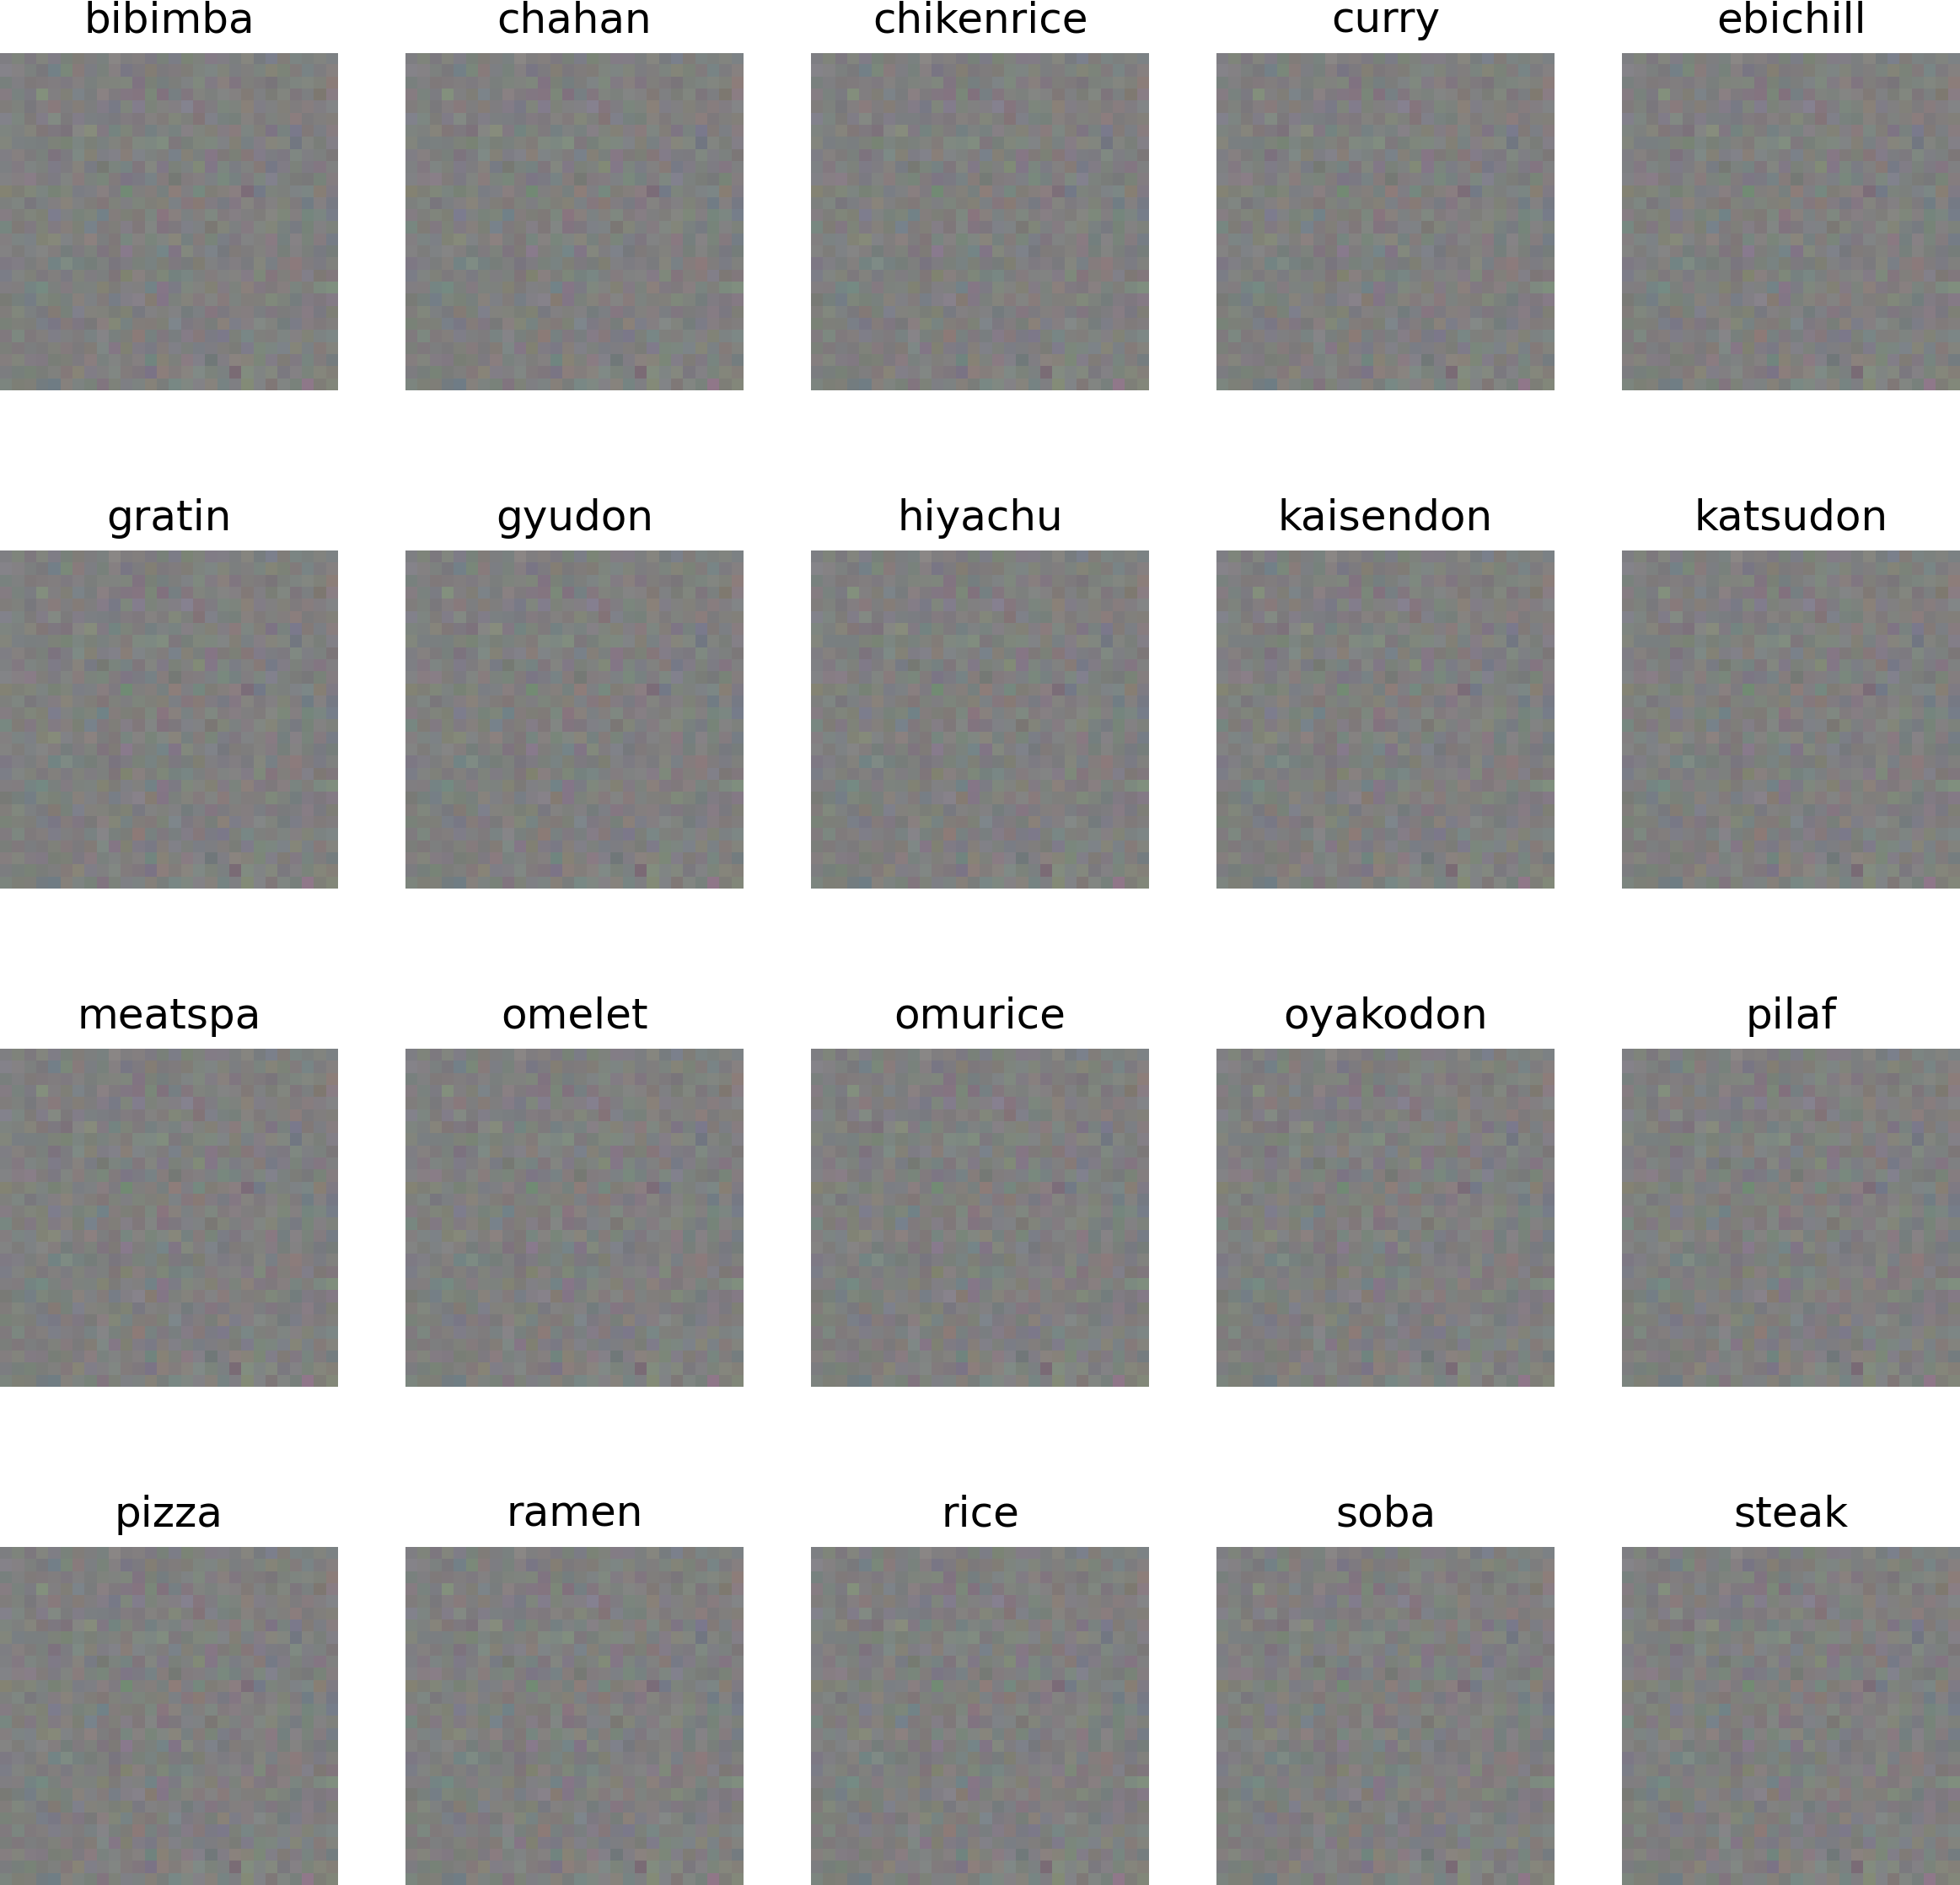 bibimba chahan chikenrice curry ebichill
gratin gyudon hiyachu kaisendon katsudon
meatspa omelet omurice oyakodon pilaf
pizza ramen rice soba steak